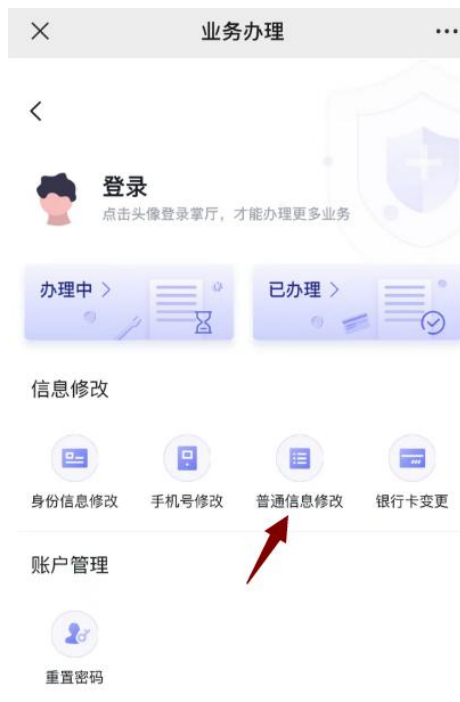 业务办理
登录
点击头像登录掌厅，才能办理更多业务
办理中
已办理
信息修改
身份信息修改
手机号修改
普通信息修改
银行卡变更
账户管理
重置密码